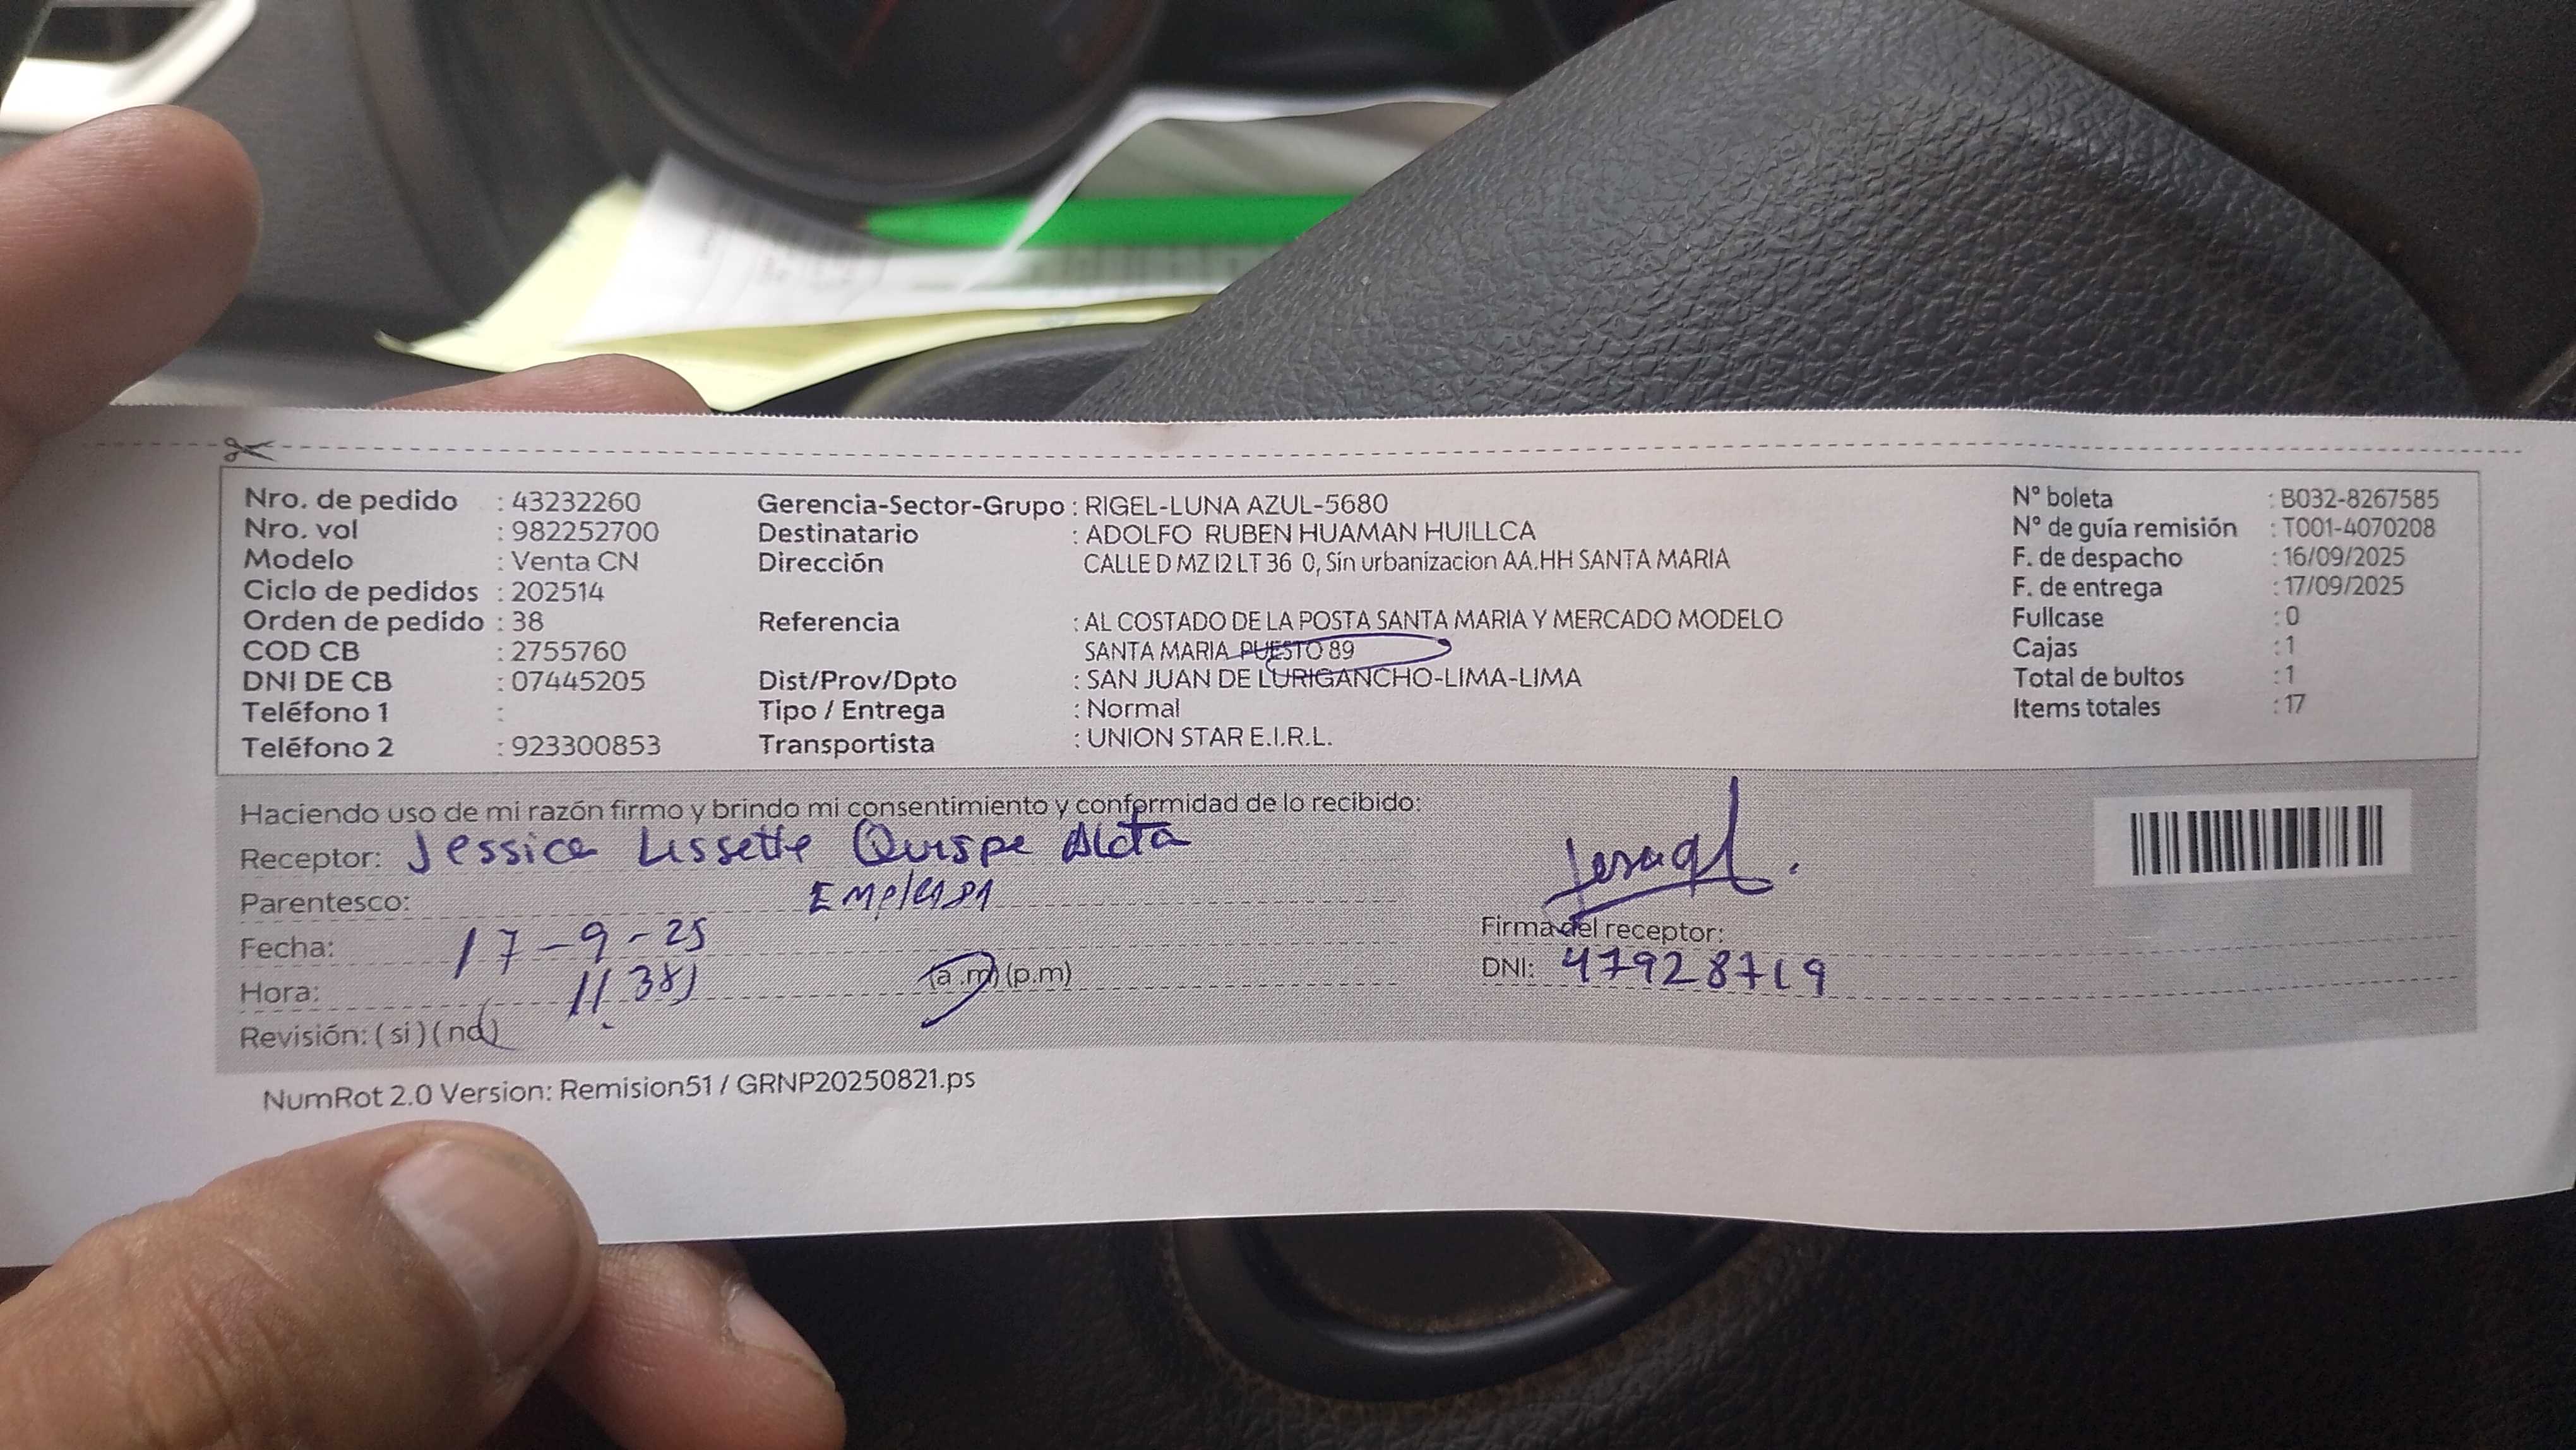 Nro. de pedido : 43232260
Nro. vol : 982252700
Modelo : Venta CN
Ciclo de pedidos : 202514
Orden de pedido : 38
COD CB : 2755760
DNI DE CB : 07445205
Teléfono 1 :
Teléfono 2 : 923300853
Gerencia-Sector-Grupo : RIGEL-LUNA AZUL-5680
Destinatario : ADOLFO RUBEN HUAMAN HUILLCA
Dirección CALLE D MZ I2 LT 36 0, Sin urbanizacion AA.HH SANTA MARIA
Referencia : AL COSTADO DE LA POSTA SANTA MARIA Y MERCADO MODELO
SANTA MARIA PUESTO 89
Dist/Prov/Dpto : SAN JUAN DE LURIGANCHO-LIMA-LIMA
Tipo / Entrega : Normal
Transportista : UNION STAR E.I.R.L.
N° boleta : B032-8267585
N° de guía remisión : T001-4070208
F. de despacho : 16/09/2025
F. de entrega : 17/09/2025
Fullcase : 0
Cajas : 1
Total de bultos : 1
Items totales : 17
Haciendo uso de mi razón firmo y brindo mi consentimiento y conformidad de lo recibido:
Receptor: Jessica Lissette Quispe
Parentesco:
Fecha: 17-9-25
Hora: (a.m) (p.m)
Revisión: (si) (no)
Firma del receptor:
DNI: 47928719
NumRot 2.0 Version: Remision51 / GRNP20250821.ps